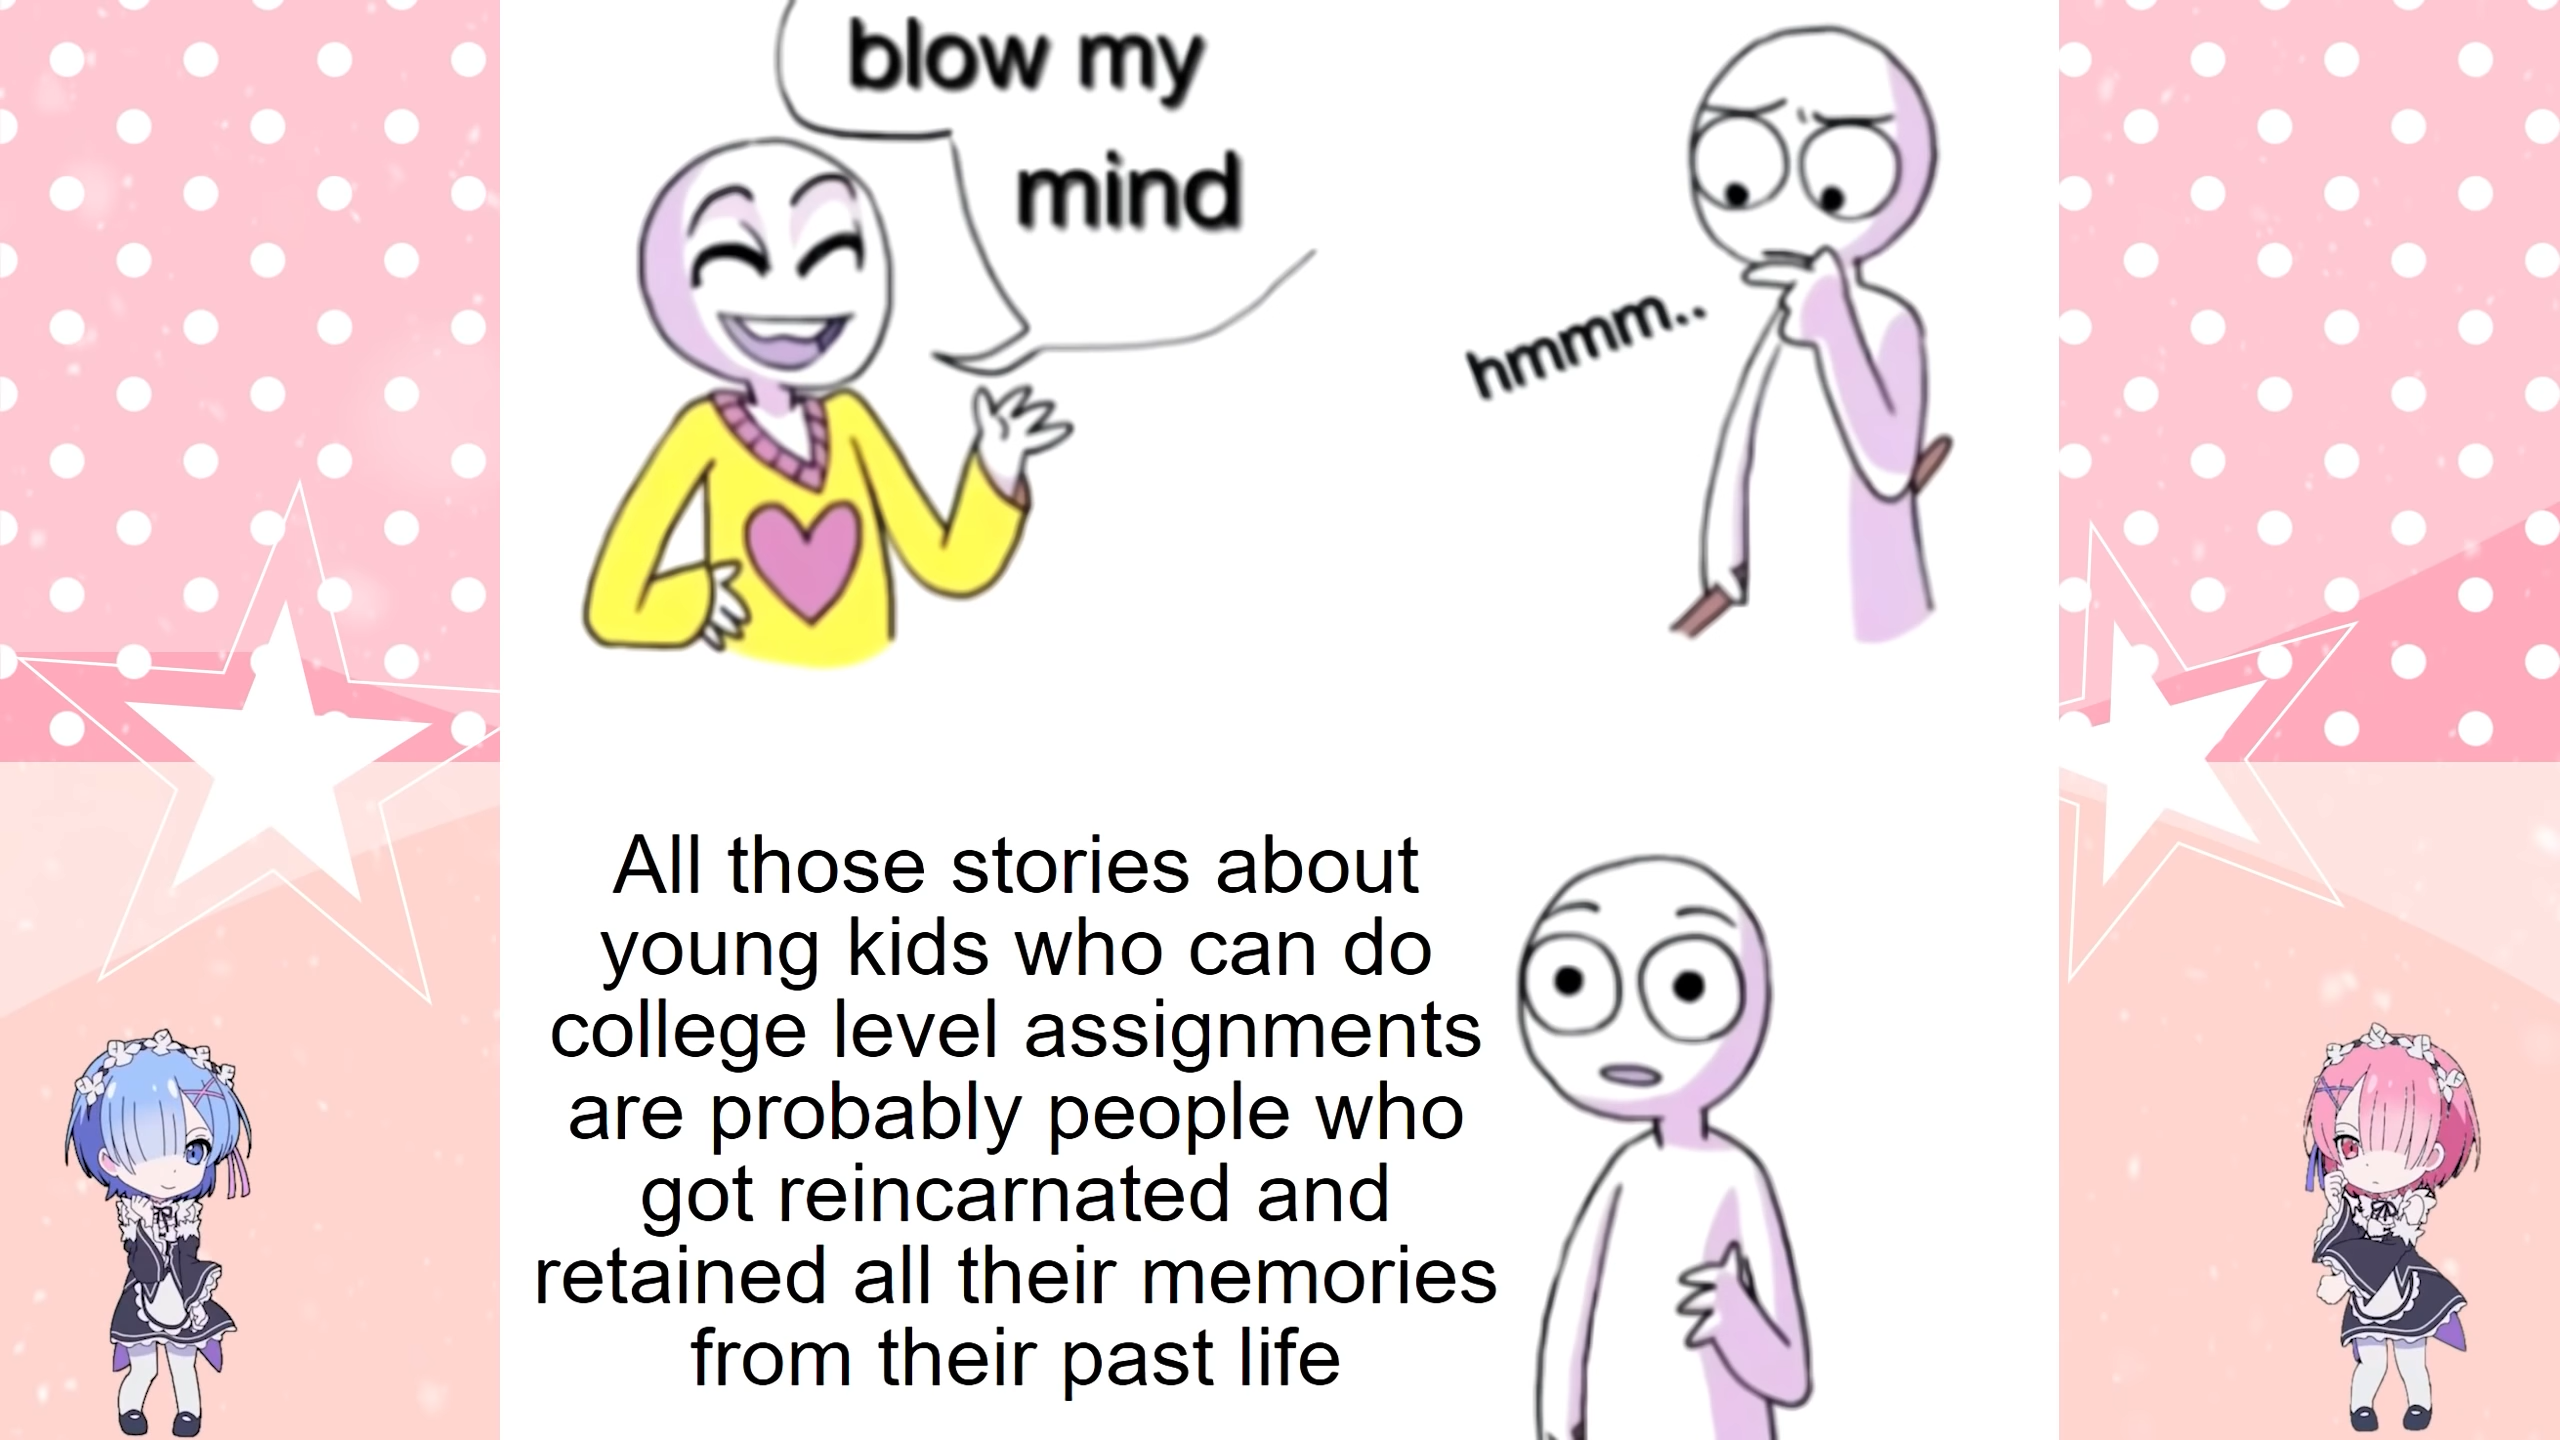 blow my
mind
hmmm..
All those stories about
young kids who can do
college level assignments
are probably people who
got reincarnated and
retained all their memories
from their past life